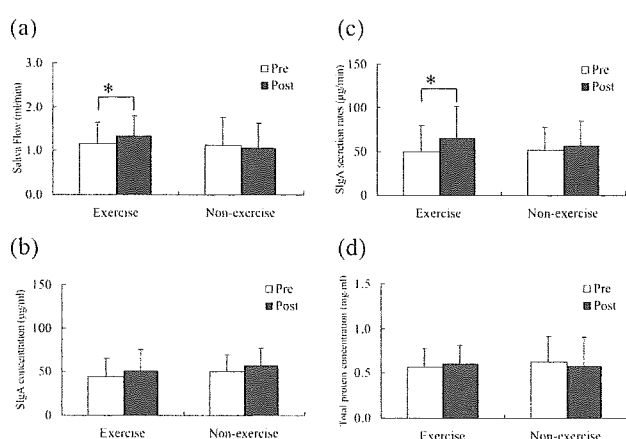 (a)
Saliva Flow (ml/min)
3.0
2.0
1.0
0.0
*
Pre
Post
Exercise
Non-exercise
(c)
SIgA secretion rates (μg/min)
150
100
50
0
*
Pre
Post
Exercise
Non-exercise
(b)
SIgA concentration (μg/ml)
150
100
50
0
Pre
Post
Exercise
Non-exercise
(d)
Total protein concentration (mg/ml)
1.5
1.0
0.5
0.0
Pre
Post
Exercise
Non-exercise